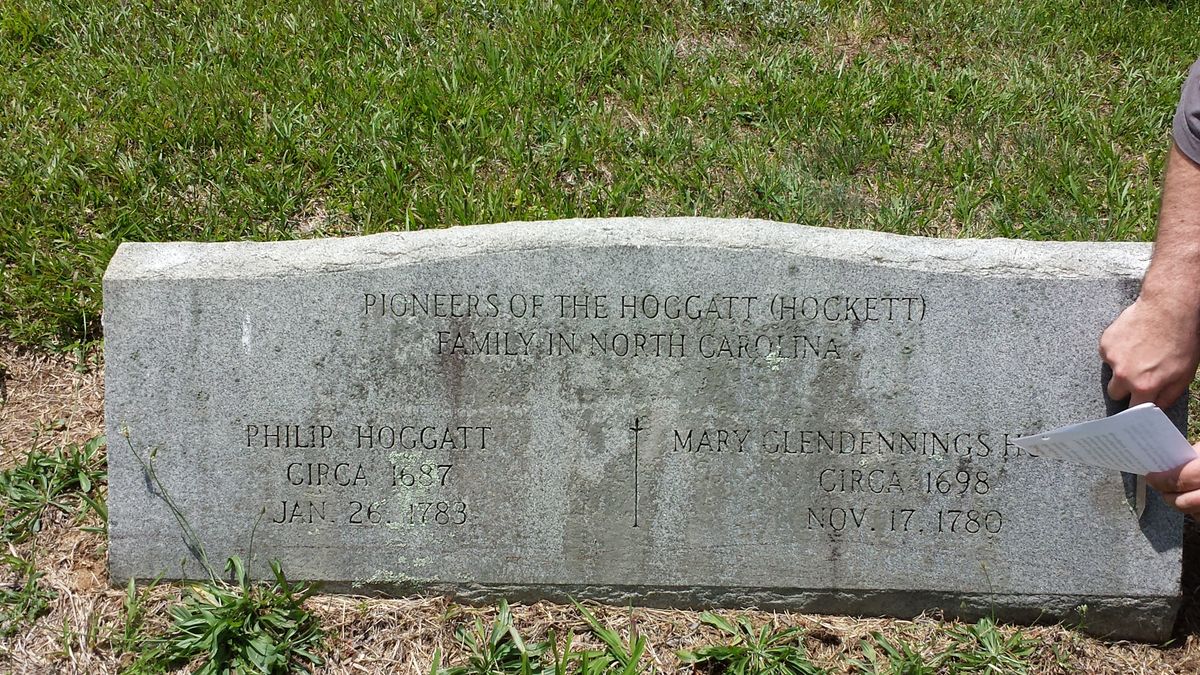 PIONEERS OF THE HOGGATT (HOCKETT)
FAMILY IN NORTH CAROLINA
PHILIP HOGGATT
CIRCA 1687
JAN. 26, 1783
MARY GLENDENNINGS
CIRCA 1698
NOV. 17, 1780